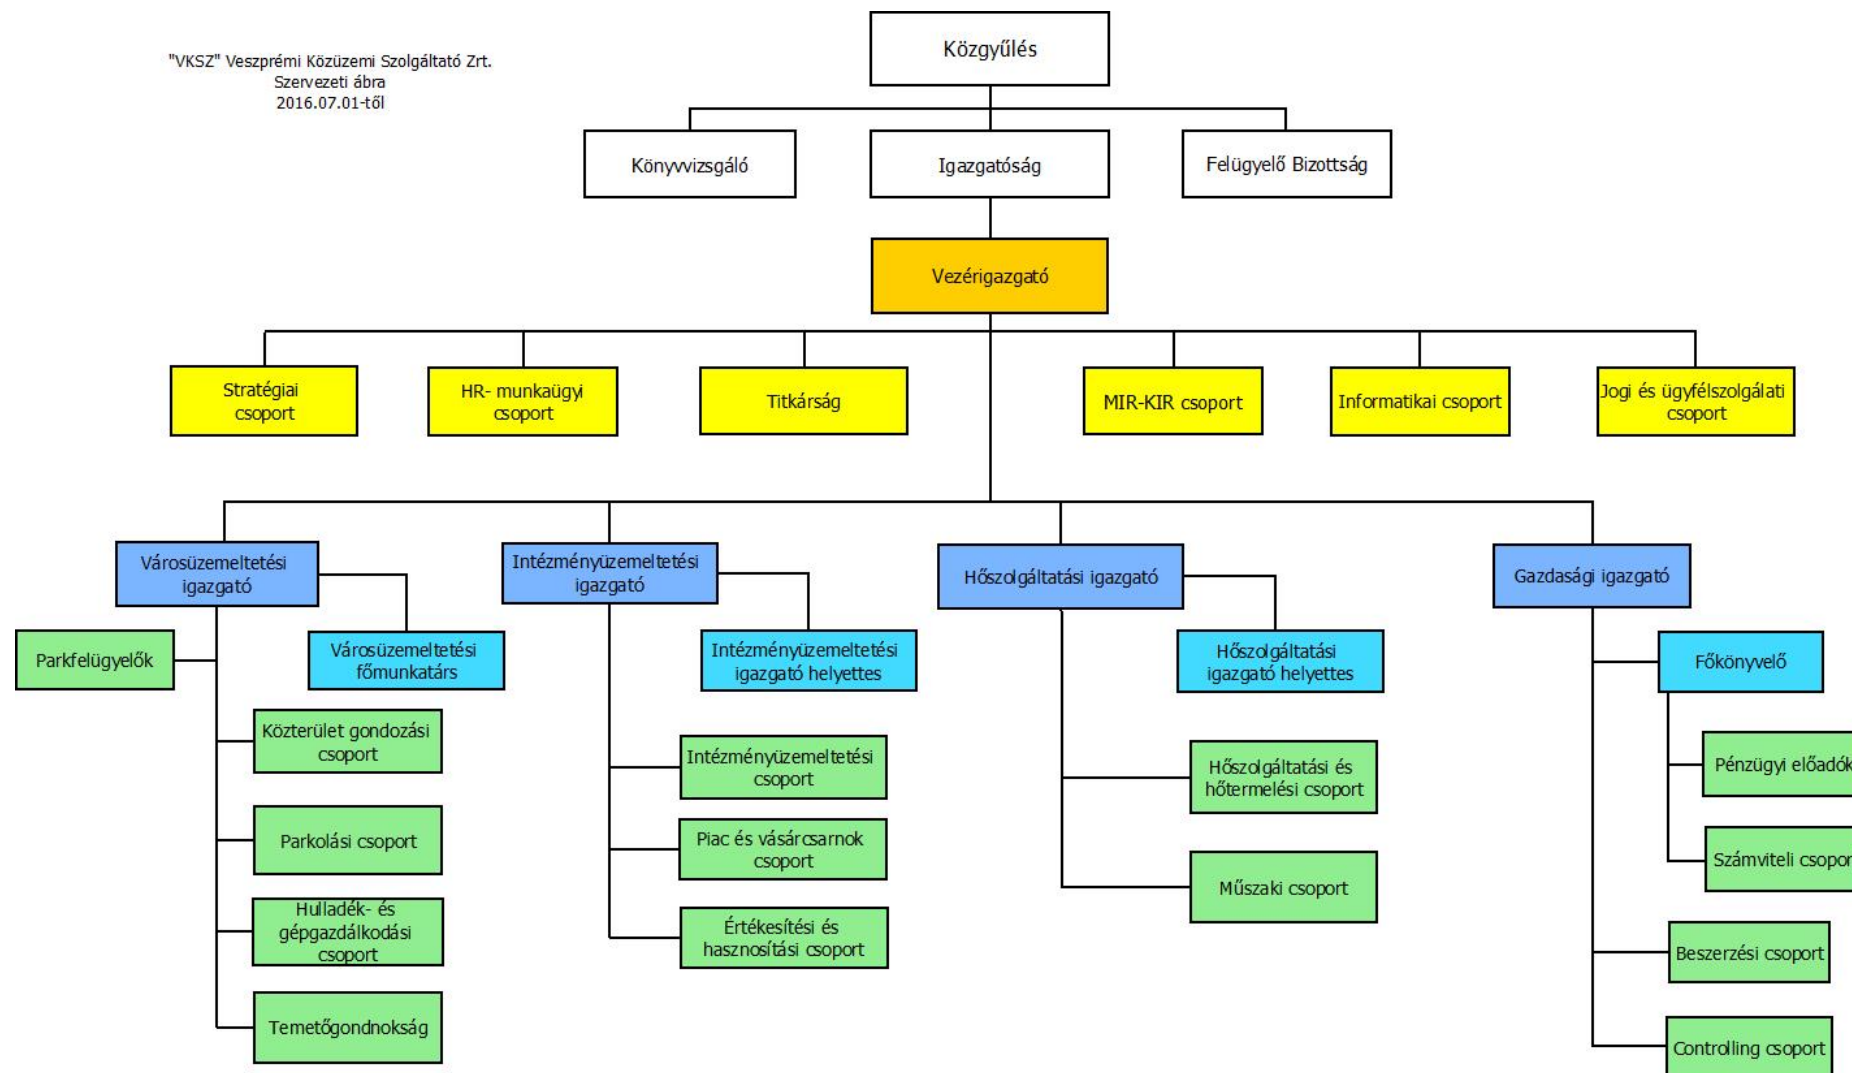 "VKSZ" Veszprémi Közüzemi Szolgáltató Zrt.
Szervezeti ábra
2016.07.01-től
Közgyűlés
Könyvvizsgáló
Igazgatóság
Felügyelő Bizottság
Vezérigazgató
Stratégiai
csoport
HR- munkaügyi
csoport
Titkárság
MIR-KIR csoport
Informatikai csoport
Jogi és ügyfélszolgálati
csoport
Városüzemeltetési
igazgató
Intézményüzemeltetési
igazgató
Hőszolgáltatási igazgató
Gazdasági igazgató
Parkfelügyelők
Városüzemeltetési
főmunkatárs
Intézményüzemeltetési
igazgató helyettes
Hőszolgáltatási
igazgató helyettes
Főkönyvelő
Közterület gondozási
csoport
Parkolási csoport
Hulladék- és
gépgazdálkodási
csoport
Temetőgondnokság
Intézményüzemeltetési
csoport
Piac és vásárcsarnok
csoport
Értékesítési és
hasznosítási csoport
Hőszolgáltatási és
hőtermelési csoport
Műszaki csoport
Pénzügyi előadók
Számviteli csopor
Beszerzési csoport
Controlling csoport